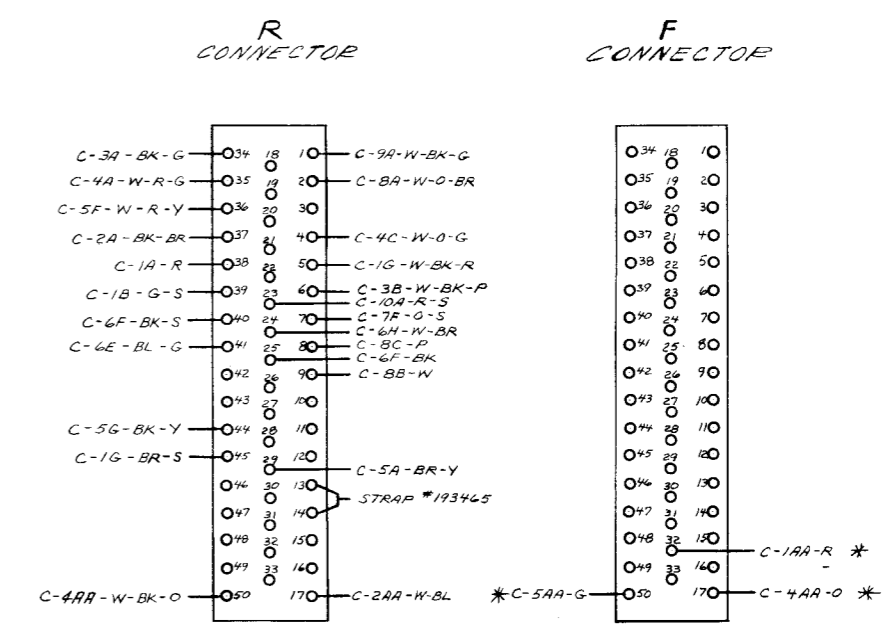 R
CONNECTOR
C-3A-BK-G 34 18 1 C-9A-W-BK-G
C-4A-W-R-G 35 19 2 C-8A-W-O-BR
C-5F-W-R-Y 36 20 3
C-2A-BK-BR 37 21 4 C-4C-W-O-G
C-1A-R 38 22 5 C-1G-W-BK-R
C-1B-G-S 39 23 6 C-3B-W-BK-P
C-10A-R-S
C-6F-BK-S 40 24 7 C-7F-O-S
C-6H-W-BR
C-6E-BL-G 41 25 8 C-8C-P
C-6F-BK
42 26 9 C-8B-W
43 27 10
C-5G-BK-Y 44 28 11
C-1G-BR-S 45 29 12
C-5A-BR-Y
46 30 13
STRAP #193465
47 31 14
48 32 15
49 33 16
C-4AA-W-BK-O 50 17 C-2AA-W-BL
F
CONNECTOR
34 18 1
35 19 2
36 20 3
37 21 4
38 22 5
39 23 6
40 24 7
41 25 8
42 26 9
43 27 10
44 28 11
45 29 12
46 30 13
47 31 14
48 32 15
C-1AA-R *
49 33 16
* C-5AA-G 50 17 C-4AA-O *